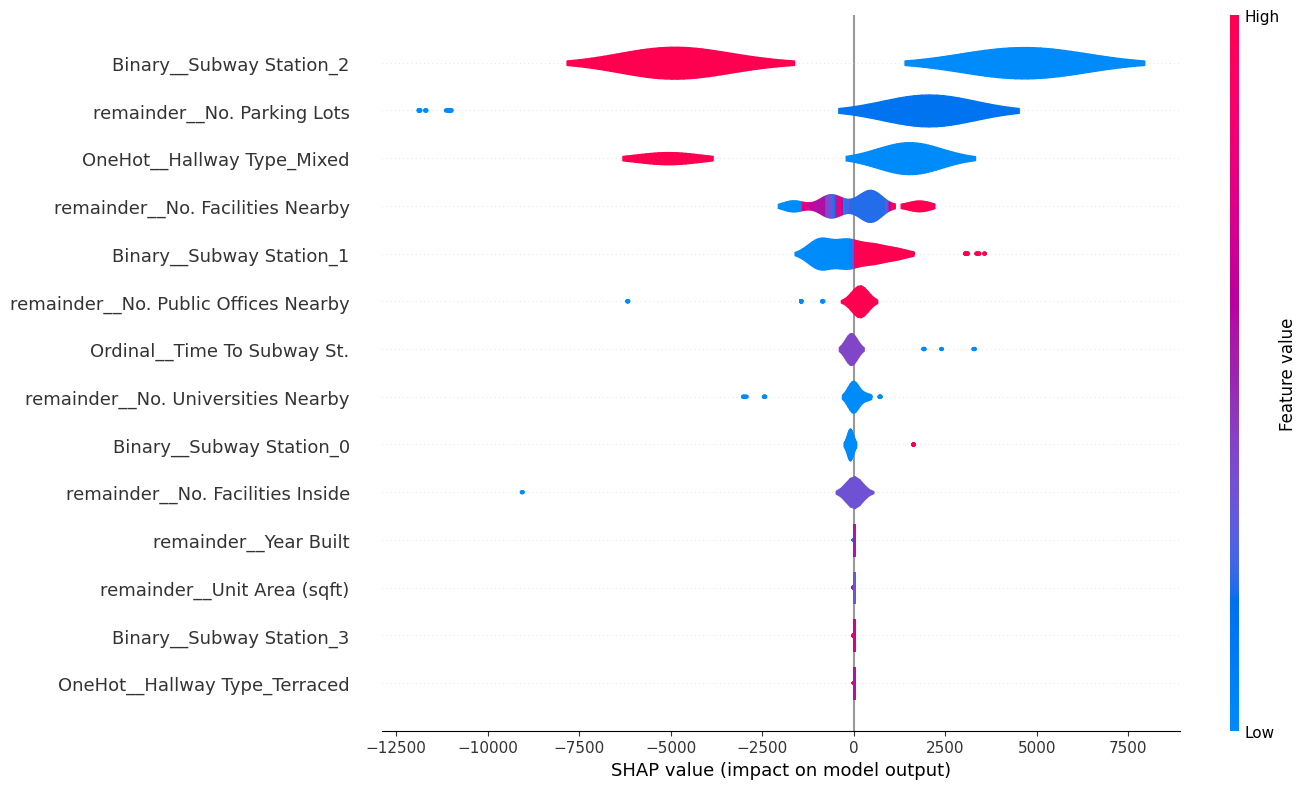 High
Binary__Subway Station_2
remainder__No. Parking Lots
OneHot__Hallway Type_Mixed
remainder__No. Facilities Nearby
Binary__Subway Station_1
remainder__No. Public Offices Nearby
Ordinal__Time To Subway St.
remainder__No. Universities Nearby
Binary__Subway Station_0
remainder__No. Facilities Inside
remainder__Year Built
remainder__Unit Area (sqft)
Binary__Subway Station_3
OneHot__Hallway Type_Terraced
Feature value
Low
−12500 −10000 −7500 −5000 −2500 0 2500 5000 7500
SHAP value (impact on model output)